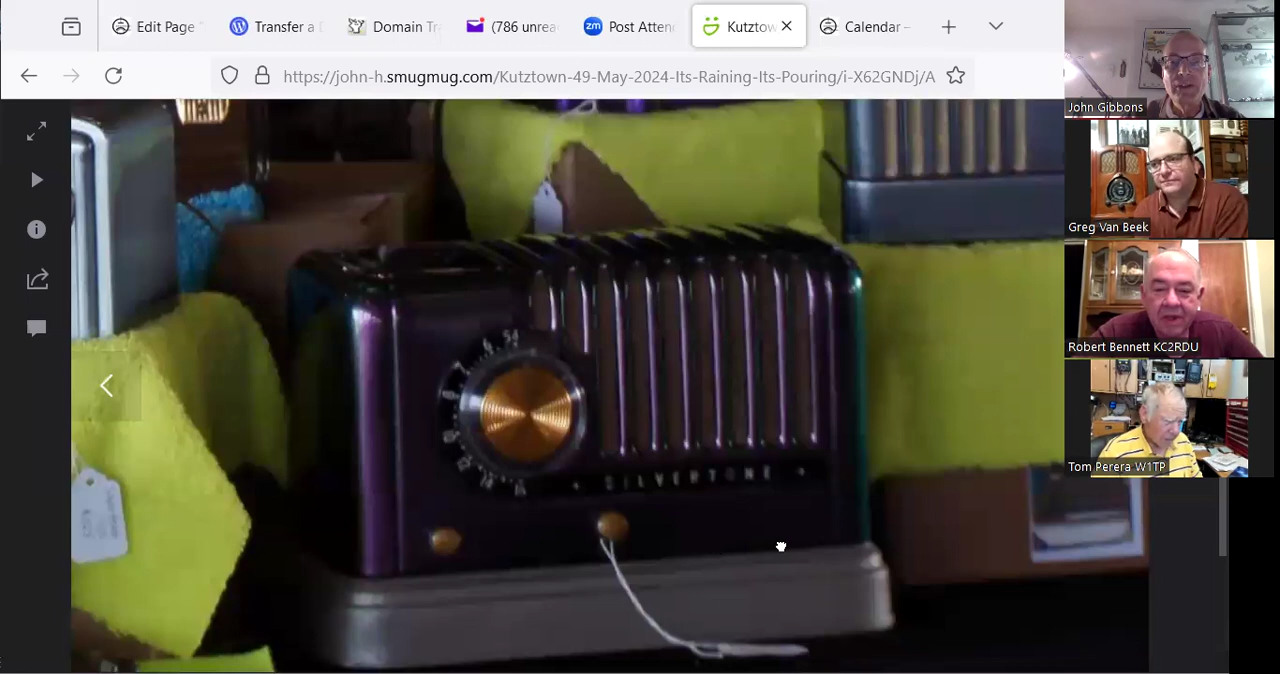 Edit Page
Transfer a
Domain Tr
(786 unrea
zm
Post Atten
Kutztow
Calendar –
https://john-h.smugmug.com/Kutztown-49-May-2024-Its-Raining-Its-Pouring/i-X62GNDj/A
John Gibbons
Greg Van Beek
Robert Bennett KC2RDU
Tom Perera W1TP
SILVERTONE